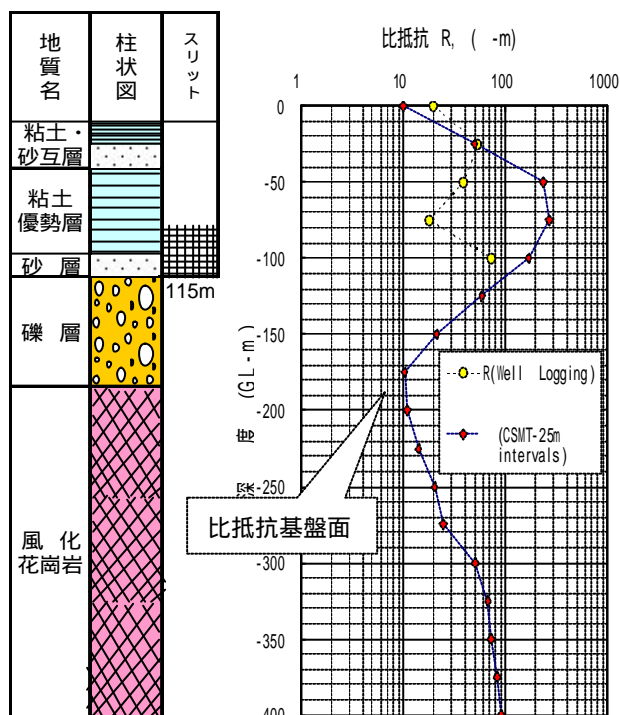 地質名
柱状図
スリット
粘土・
砂互層
粘土
優勢層
砂 層
115m
礫 層
風 化
花崗岩
比抵抗 R, ( -m)
1 10 100 1000
0
-50
-100
-150
-200
-250
-300
-350
-400
深度 (GL-m)
R(Well Logging)
(CSMT-25m
intervals)
比抵抗基盤面